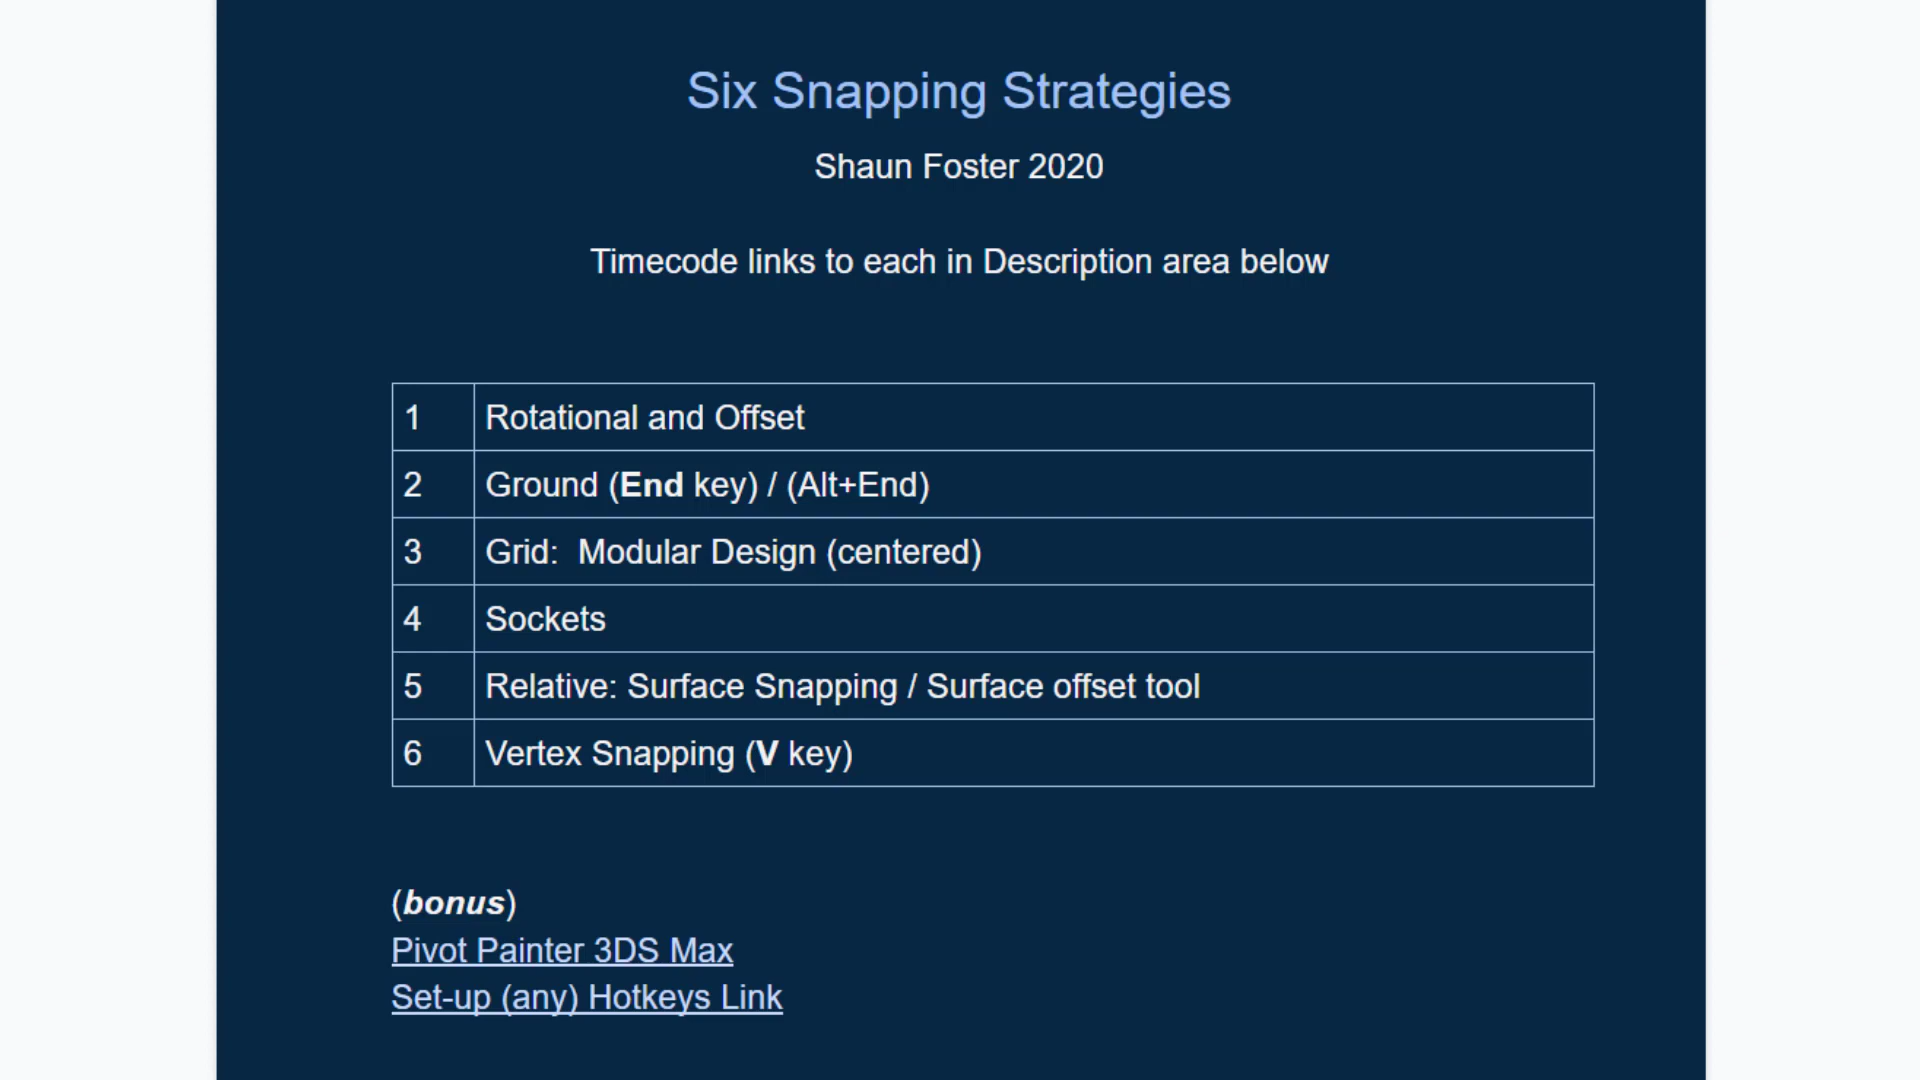 Six Snapping Strategies
Shaun Foster 2020
Timecode links to each in Description area below
1 Rotational and Offset
2 Ground (End key) / (Alt+End)
3 Grid:  Modular Design (centered)
4 Sockets
5 Relative: Surface Snapping / Surface offset tool
6 Vertex Snapping (V key)
(bonus)
Pivot Painter 3DS Max
Set-up (any) Hotkeys Link